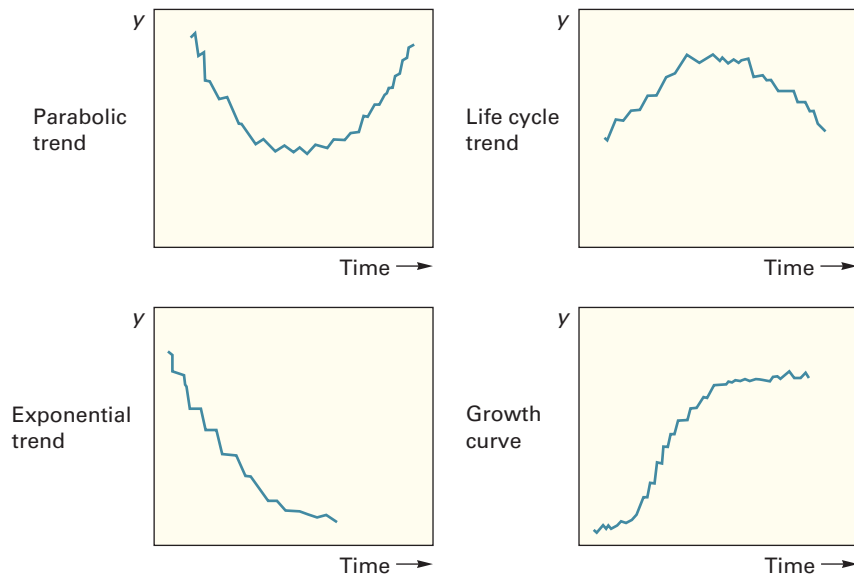 y
Parabolic
trend
Time
y
Life cycle
trend
Time
y
Exponential
trend
Time
y
Growth
curve
Time